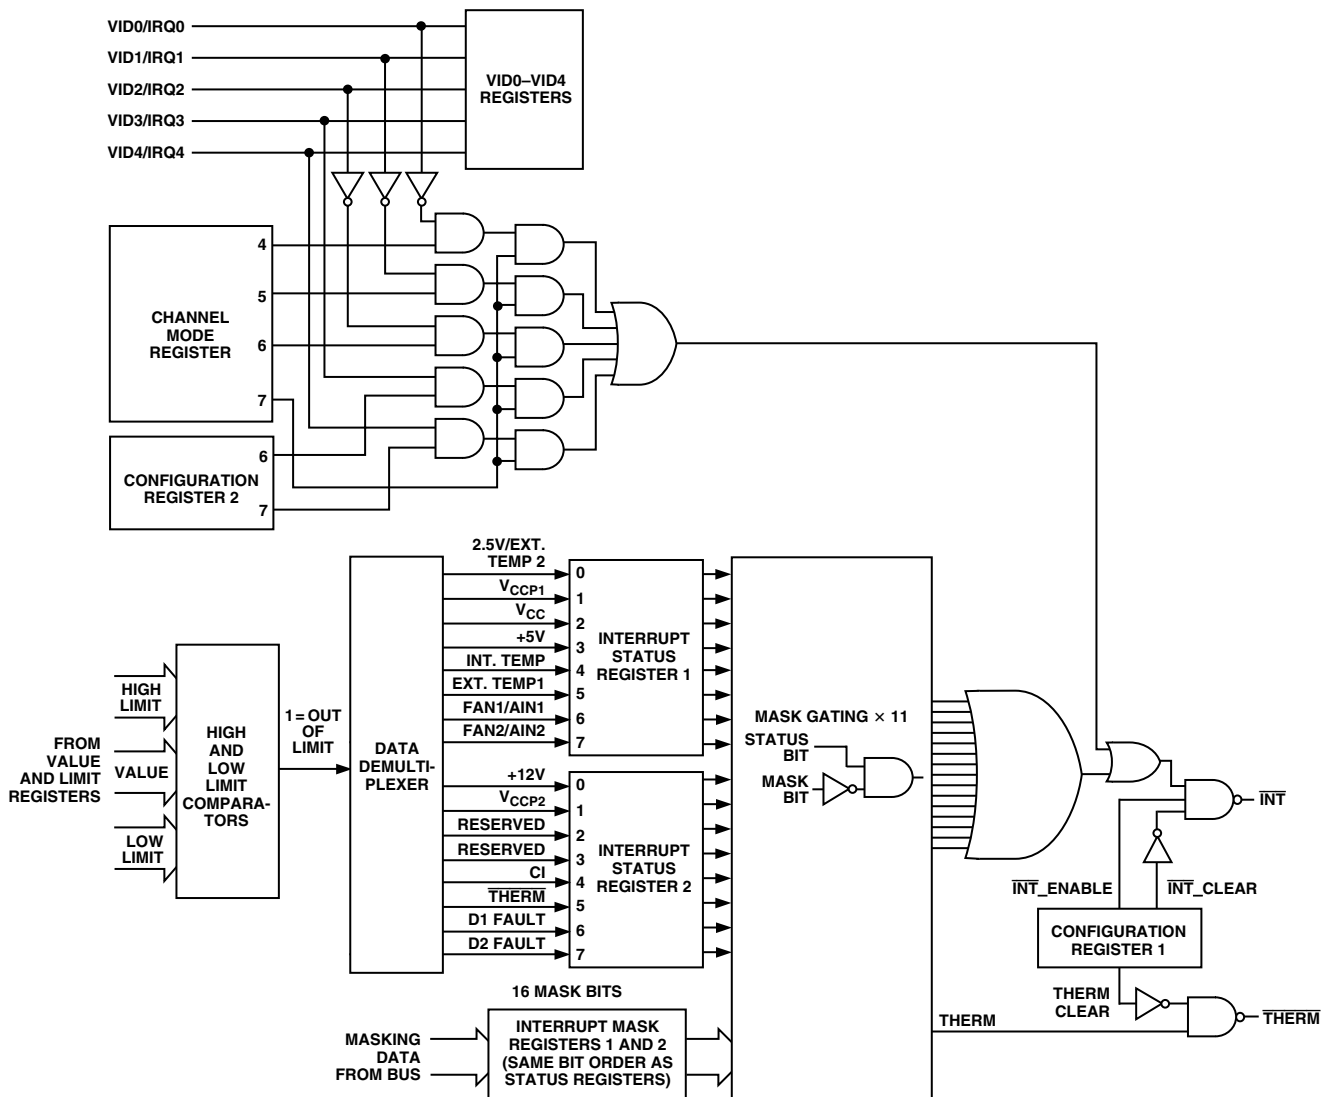 VID0/IRQ0
VID1/IRQ1
VID2/IRQ2
VID3/IRQ3
VID4/IRQ4
VID0–VID4
REGISTERS
CHANNEL
MODE
REGISTER
4
5
6
7
CONFIGURATION
REGISTER 2
6
7
FROM
VALUE
AND LIMIT
REGISTERS
HIGH
LIMIT
VALUE
LOW
LIMIT
HIGH
AND
LOW
LIMIT
COMPARA-
TORS
1 = OUT
OF
LIMIT
DATA
DEMULTI-
PLEXER
2.5V/EXT.
TEMP 2
VCCP1
VCC
+5V
INT. TEMP
EXT. TEMP1
FAN1/AIN1
FAN2/AIN2
0
1
2
3
4
5
6
7
INTERRUPT
STATUS
REGISTER 1
+12V
VCCP2
RESERVED
RESERVED
CI
T̅H̅E̅R̅M̅
D1 FAULT
D2 FAULT
0
1
2
3
4
5
6
7
INTERRUPT
STATUS
REGISTER 2
MASK GATING × 11
STATUS
BIT
MASK
BIT
16 MASK BITS
MASKING
DATA
FROM BUS
INTERRUPT MASK
REGISTERS 1 AND 2
(SAME BIT ORDER AS
STATUS REGISTERS)
I̅N̅T̅
I̅N̅T̅_ENABLE
I̅N̅T̅_CLEAR
CONFIGURATION
REGISTER 1
THERM
CLEAR
THERM
T̅H̅E̅R̅M̅